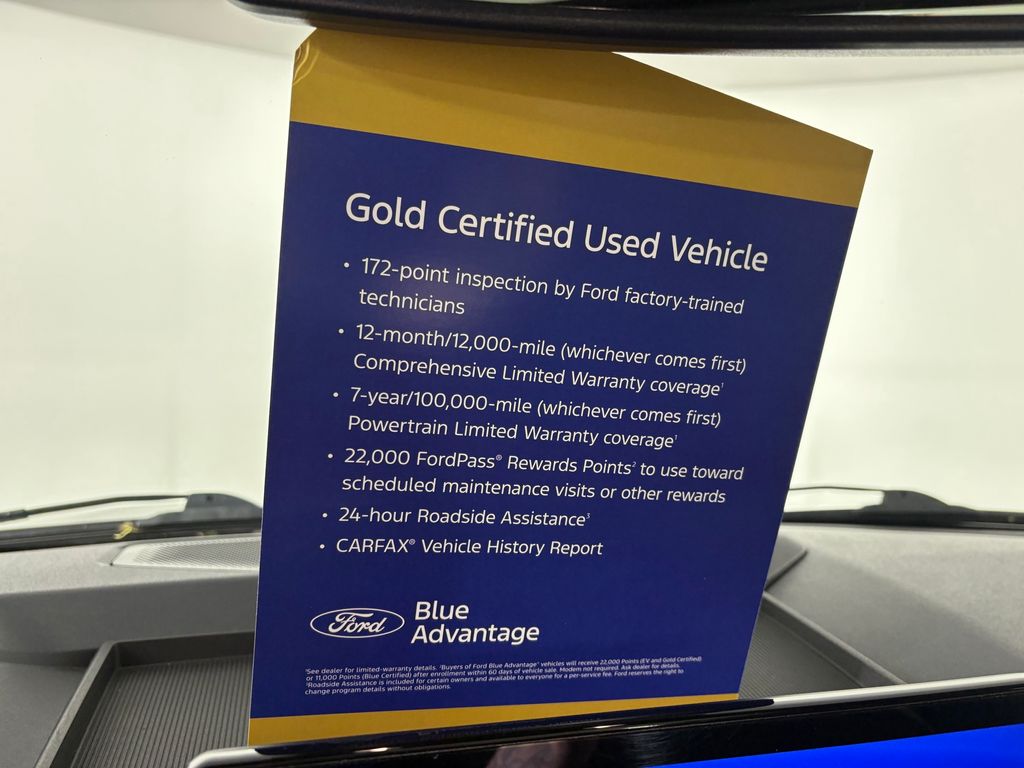 Gold Certified Used Vehicle
• 172-point inspection by Ford factory-trained
technicians
• 12-month/12,000-mile (whichever comes first)
Comprehensive Limited Warranty coverage¹
• 7-year/100,000-mile (whichever comes first)
Powertrain Limited Warranty coverage¹
• 22,000 FordPass® Rewards Points² to use toward
scheduled maintenance visits or other rewards
• 24-hour Roadside Assistance³
• CARFAX® Vehicle History Report
Ford
Blue
Advantage
¹See dealer for limited-warranty details. ²Buyers of Ford Blue Advantage® vehicles will receive 22,000 Points (EV and Gold Certified)
or 11,000 Points (Blue Certified) after enrollment within 60 days of vehicle sale. Modem not required. Ask dealer for details.
³Roadside Assistance is included for certain owners and available to everyone for a per-service fee. Ford reserves the right to
change program details without obligations.